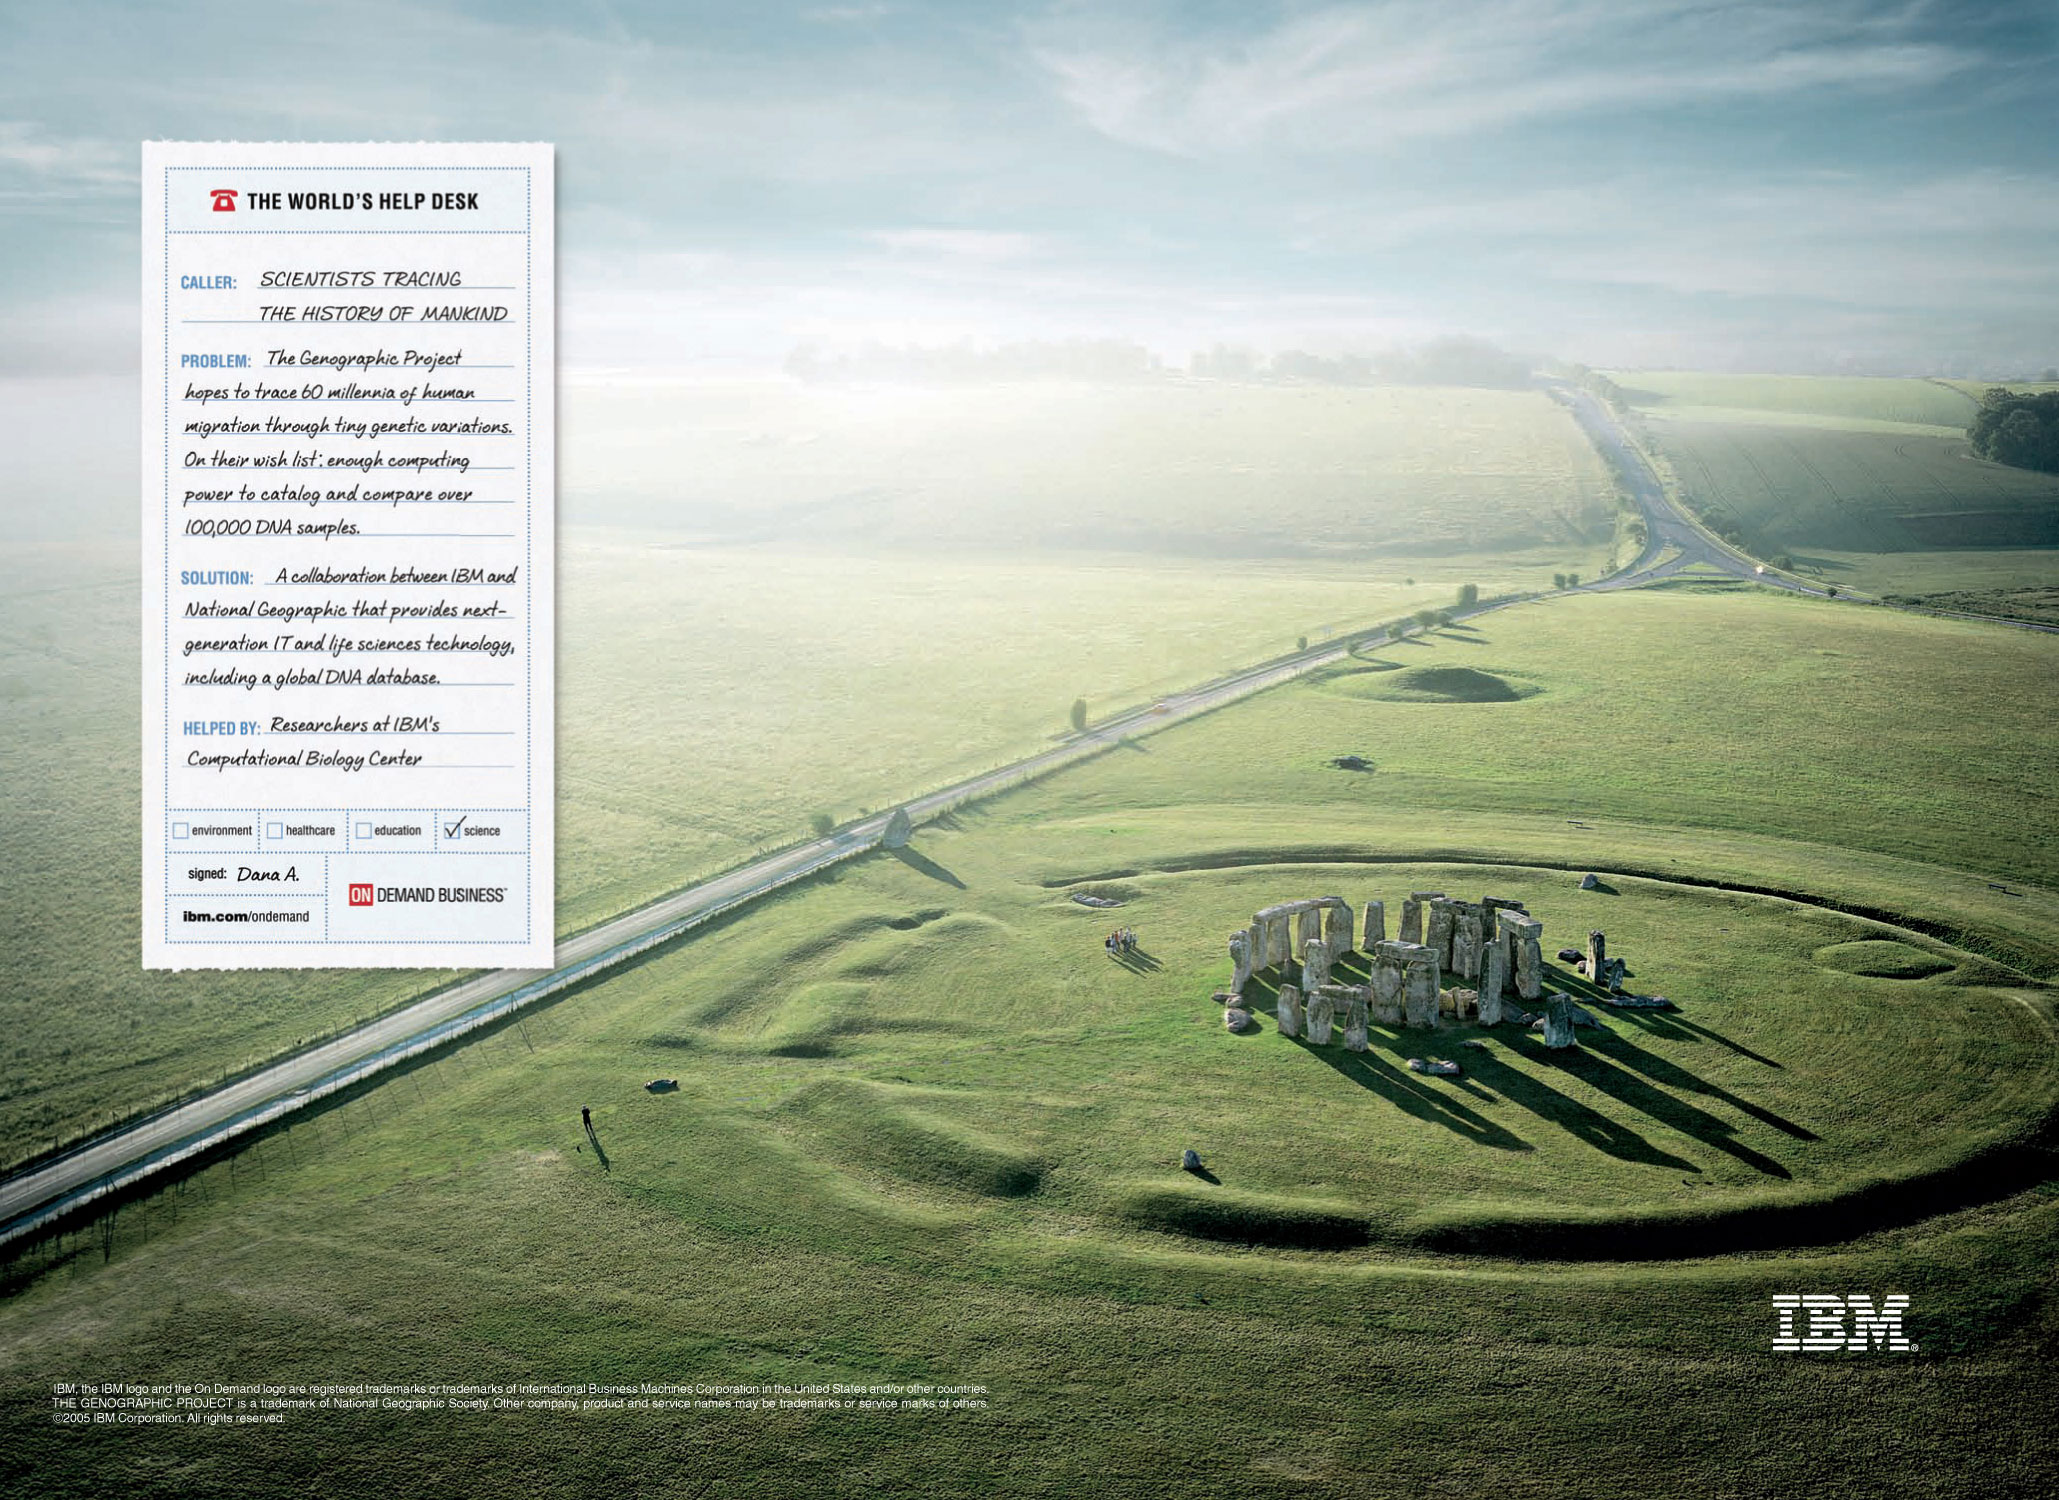 THE WORLD'S HELP DESK
CALLER: SCIENTISTS TRACING
THE HISTORY OF MANKIND
PROBLEM: The Genographic Project
hopes to trace 60 millennia of human
migration through tiny genetic variations.
On their wish list: enough computing
power to catalog and compare over
100,000 DNA samples.
SOLUTION: A collaboration between IBM and
National Geographic that provides next-
generation IT and life sciences technology,
including a global DNA database.
HELPED BY: Researchers at IBM's
Computational Biology Center
environment healthcare education science
signed: Dana A.
ON DEMAND BUSINESS™
ibm.com/ondemand
IBM®
IBM, the IBM logo and the On Demand logo are registered trademarks or trademarks of International Business Machines Corporation in the United States and/or other countries.
THE GENOGRAPHIC PROJECT is a trademark of National Geographic Society. Other company, product and service names may be trademarks or service marks of others.
©2005 IBM Corporation. All rights reserved.